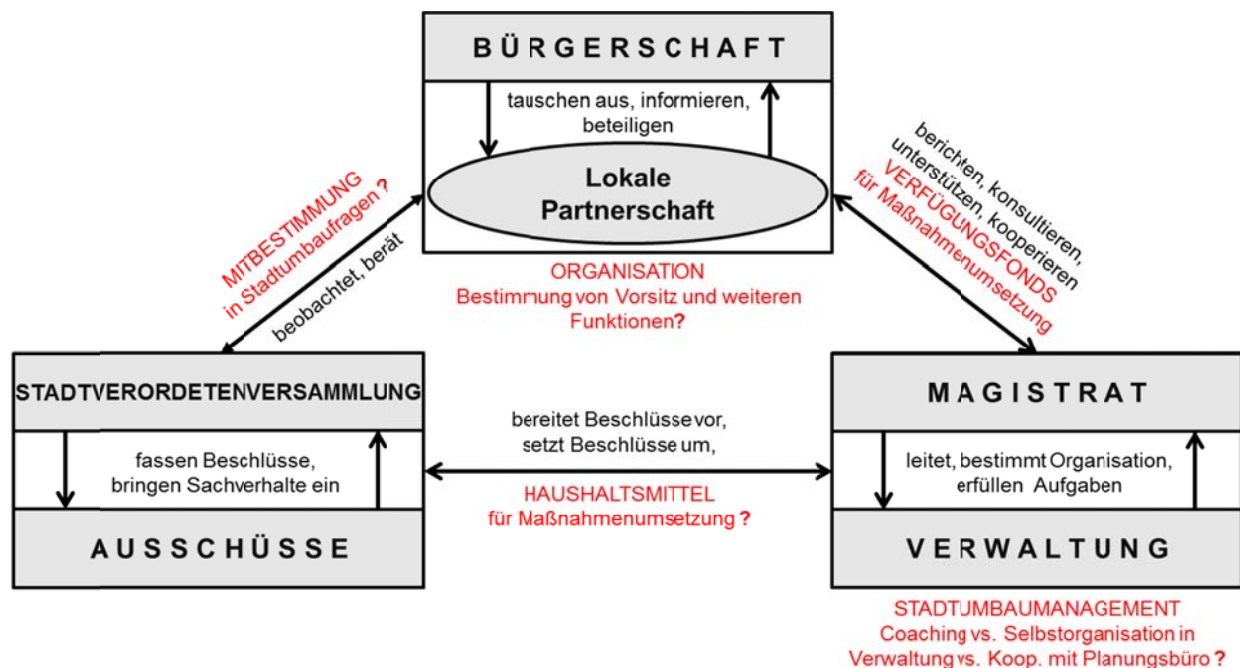 BÜRGERSCHAFT
tauschen aus, informieren,
beteiligen
Lokale
Partnerschaft
ORGANISATION
Bestimmung von Vorsitz und weiteren
Funktionen?
MITBESTIMMUNG
in Stadtumbaufragen ?
beobachtet, berät
berichten, konsultieren,
unterstützen, kooperieren
VERFÜGUNGSFONDS
für Maßnahmenumsetzung
STADTVERORDETENVERSAMMLUNG
fassen Beschlüsse,
bringen Sachverhalte ein
AUSSCHÜSSE
bereitet Beschlüsse vor,
setzt Beschlüsse um,
HAUSHALTSMITTEL
für Maßnahmenumsetzung ?
MAGISTRAT
leitet, bestimmt Organisation,
erfüllen Aufgaben
VERWALTUNG
STADTUMBAUMANAGEMENT
Coaching vs. Selbstorganisation in
Verwaltung vs. Koop. mit Planungsbüro ?